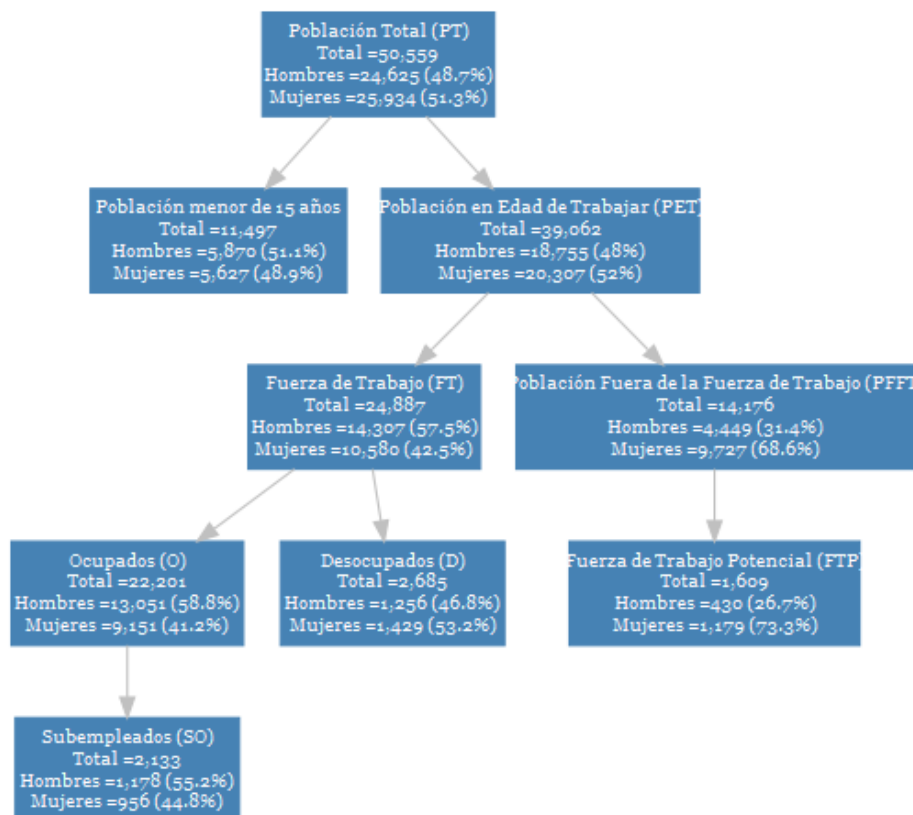 Población Total (PT)
Total =50,559
Hombres =24,625 (48.7%)
Mujeres =25,934 (51.3%)
Población menor de 15 años
Total =11,497
Hombres =5,870 (51.1%)
Mujeres =5,627 (48.9%)
Población en Edad de Trabajar (PET)
Total =39,062
Hombres =18,755 (48%)
Mujeres =20,307 (52%)
Fuerza de Trabajo (FT)
Total =24,887
Hombres =14,307 (57.5%)
Mujeres =10,580 (42.5%)
Población Fuera de la Fuerza de Trabajo (PFFT
Total =14,176
Hombres =4,449 (31.4%)
Mujeres =9,727 (68.6%)
Ocupados (O)
Total =22,201
Hombres =13,051 (58.8%)
Mujeres =9,151 (41.2%)
Desocupados (D)
Total =2,685
Hombres =1,256 (46.8%)
Mujeres =1,429 (53.2%)
Fuerza de Trabajo Potencial (FTP)
Total =1,609
Hombres =430 (26.7%)
Mujeres =1,179 (73.3%)
Subempleados (SO)
Total =2,133
Hombres =1,178 (55.2%)
Mujeres =956 (44.8%)